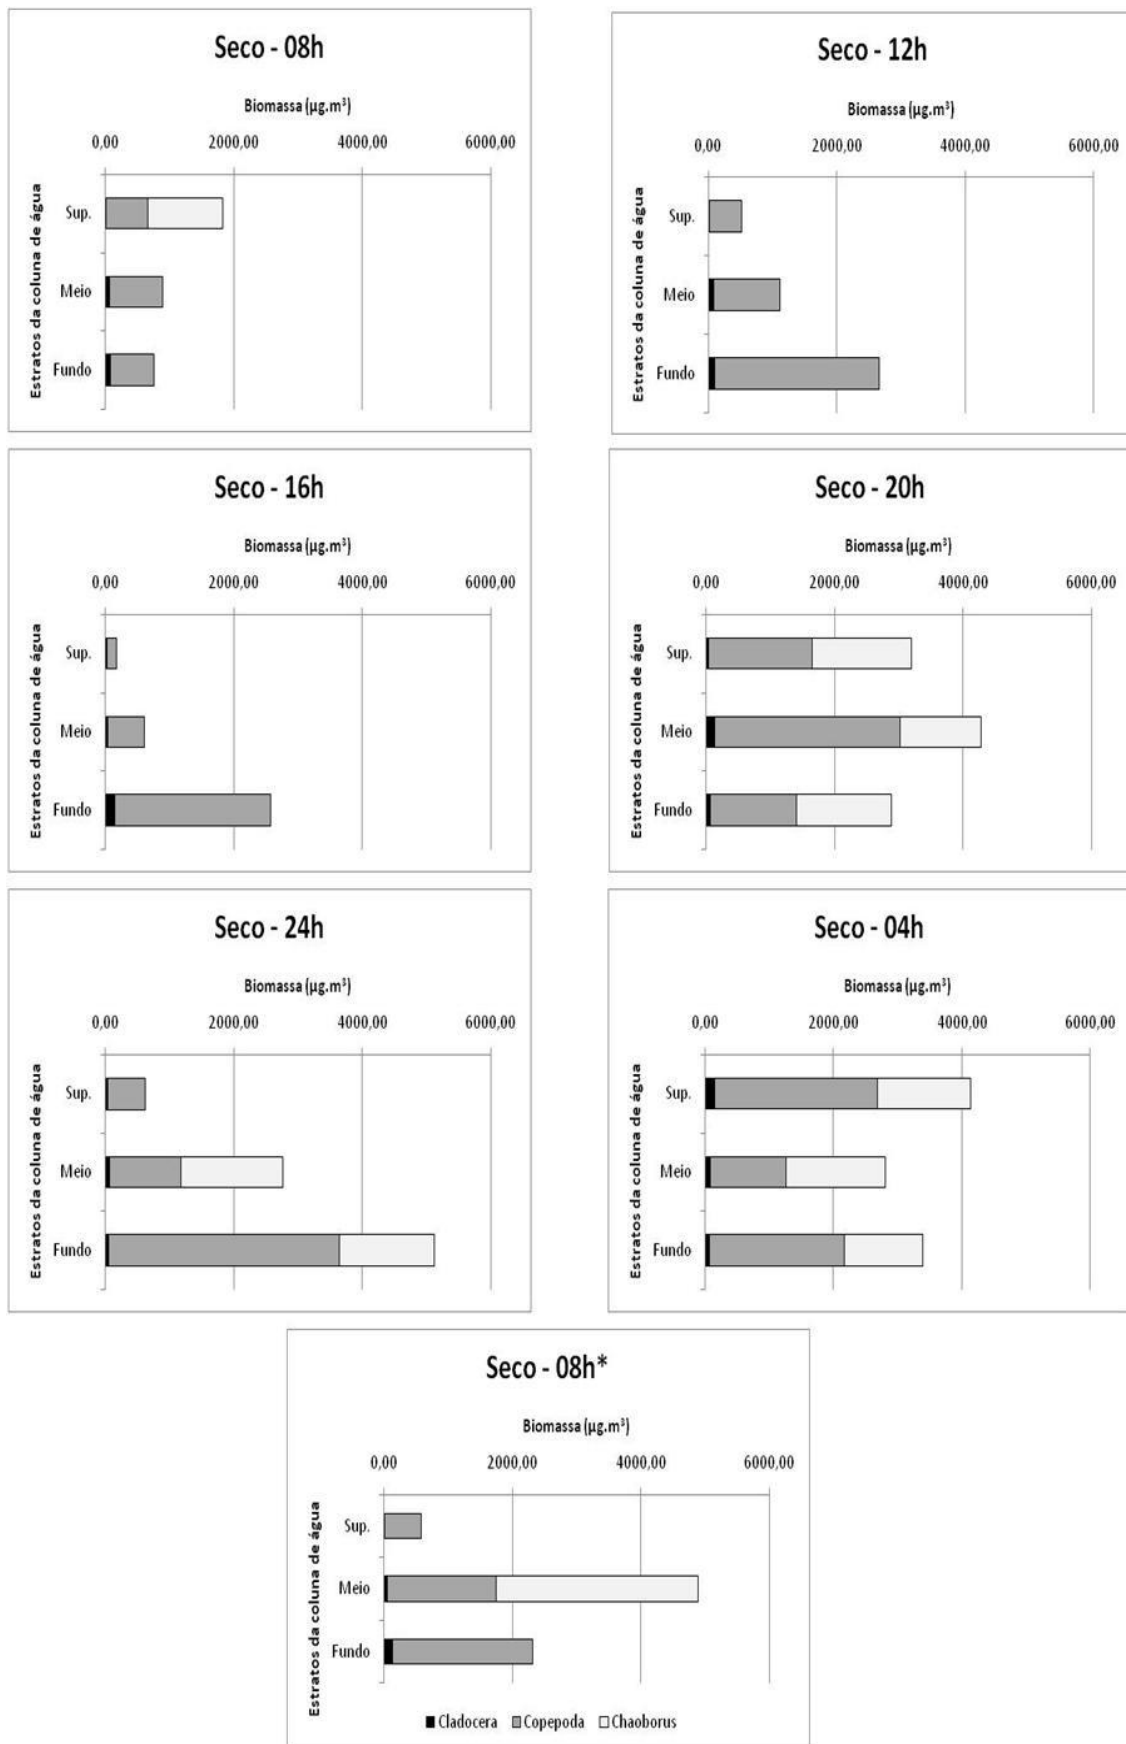 Seco - 08h
Biomassa (µg.m³)
0,00 2000,00 4000,00 6000,00
Estratos da coluna de água
Sup.
Meio
Fundo
Seco - 12h
Biomassa (µg.m³)
0,00 2000,00 4000,00 6000,00
Estratos da coluna de água
Sup.
Meio
Fundo
Seco - 16h
Biomassa (µg.m³)
0,00 2000,00 4000,00 6000,00
Estratos da coluna de água
Sup.
Meio
Fundo
Seco - 20h
Biomassa (µg.m³)
0,00 2000,00 4000,00 6000,00
Estratos da coluna de água
Sup.
Meio
Fundo
Seco - 24h
Biomassa (µg.m³)
0,00 2000,00 4000,00 6000,00
Estratos da coluna de água
Sup.
Meio
Fundo
Seco - 04h
Biomassa (µg.m³)
0,00 2000,00 4000,00 6000,00
Estratos da coluna de água
Sup.
Meio
Fundo
Seco - 08h*
Biomassa (µg.m³)
0,00 2000,00 4000,00 6000,00
Estratos da coluna de água
Sup.
Meio
Fundo
Cladocera Copepoda Chaoborus